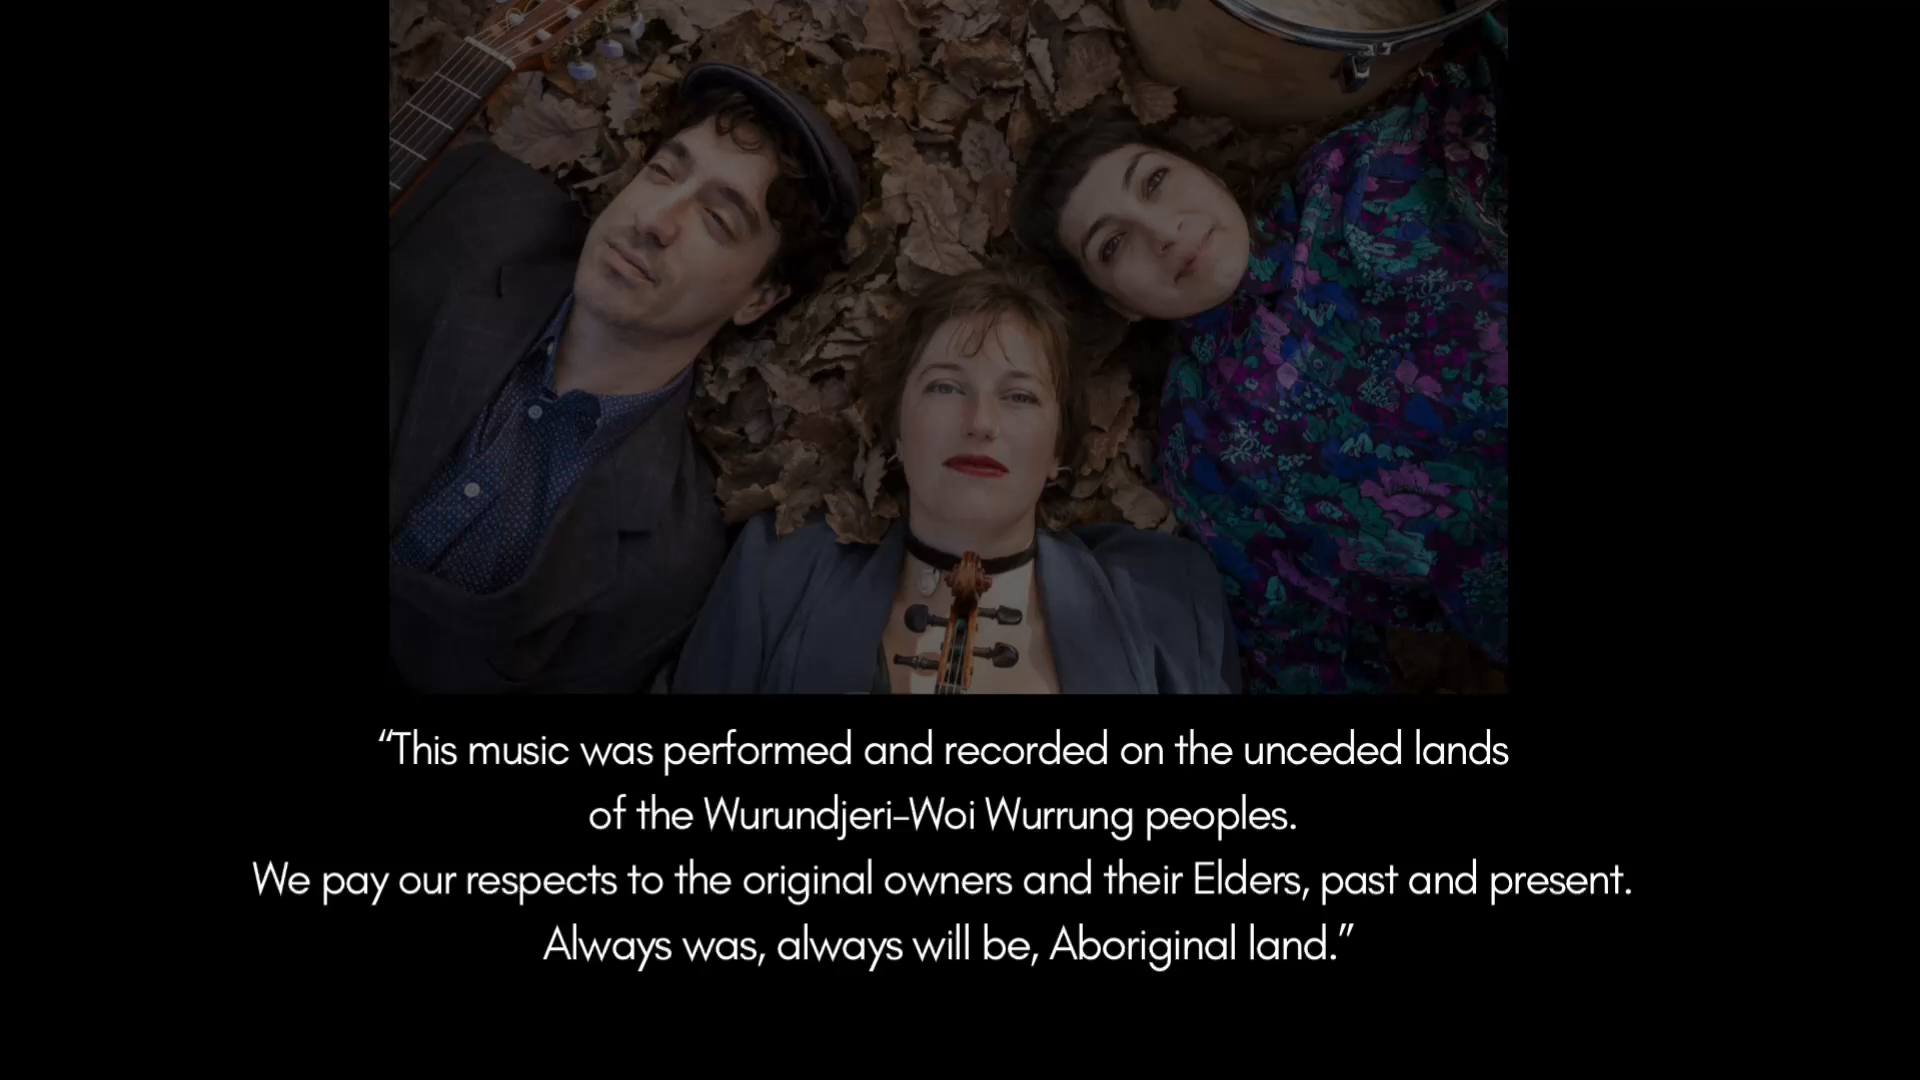 “This music was performed and recorded on the unceded lands
of the Wurundjeri-Woi Wurrung peoples.
We pay our respects to the original owners and their Elders, past and present.
Always was, always will be, Aboriginal land.”